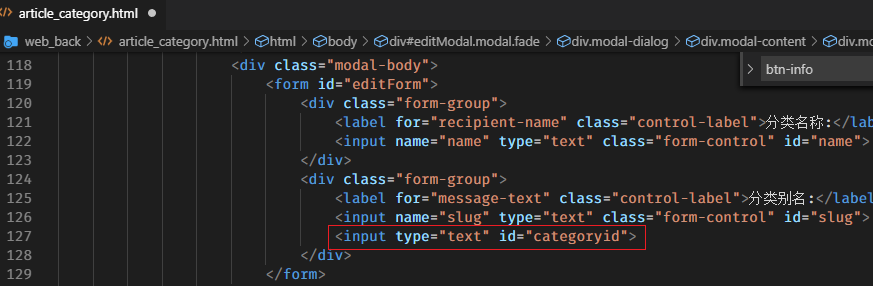 article_category.html
web_back > article_category.html > html > body > div#editModal.modal.fade > div.modal-dialog > div.modal-content > div.mo
btn-info
118 <div class="modal-body">
119 <form id="editForm">
120 <div class="form-group">
121 <label for="recipient-name" class="control-label">分类名称:</lab
122 <input name="name" type="text" class="form-control" id="name">
123 </div>
124 <div class="form-group">
125 <label for="message-text" class="control-label">分类别名:</label
126 <input name="slug" type="text" class="form-control" id="slug">
127 <input type="text" id="categoryid">
128 </div>
129 </form>